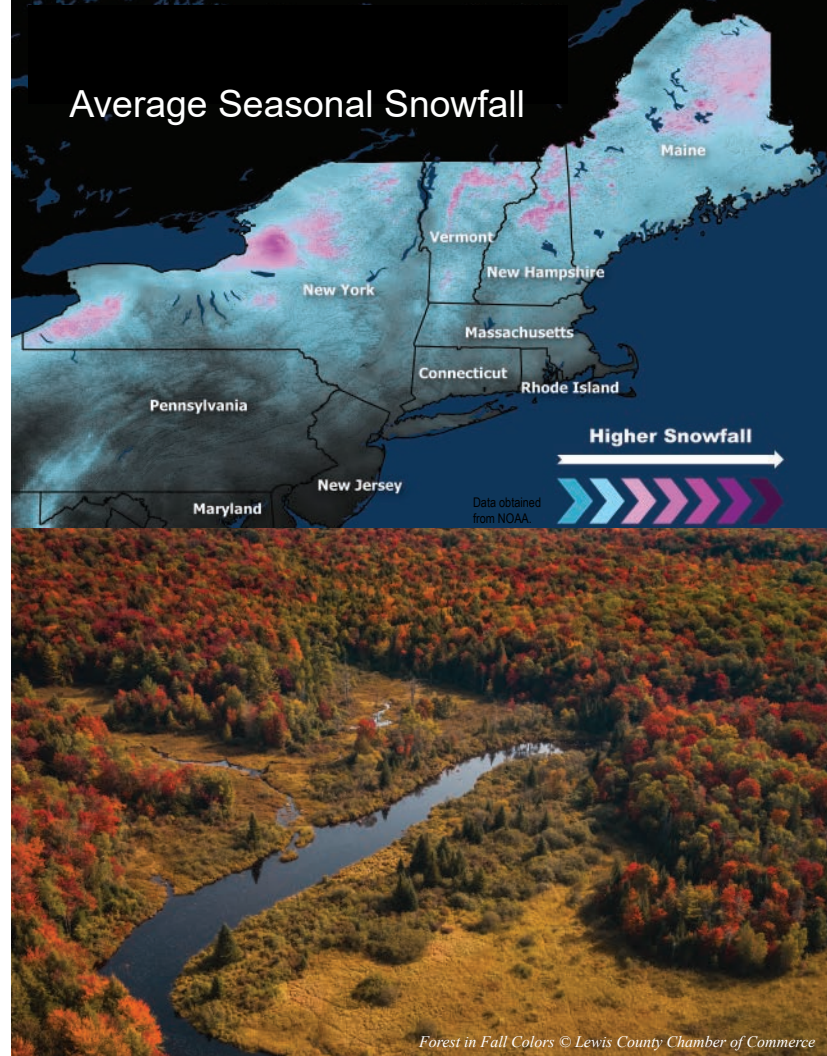 Average Seasonal Snowfall
Maine
Vermont
New Hampshire
New York
Massachusetts
Connecticut
Rhode Island
Pennsylvania
Higher Snowfall
New Jersey
Maryland
Data obtained
from NOAA.
Forest in Fall Colors © Lewis County Chamber of Commerce